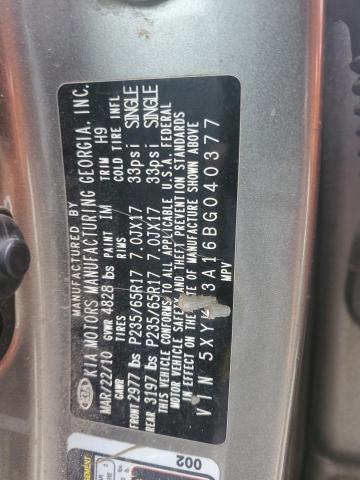 KIA MOTORS MANUFACTURING GEORGIA, INC.
MAR/22/10 GVWR 4828 lbs PAINT IM TRIM H9
GAWR TIRES RIMS COLD TIRE INFL
FRONT 2977 lbs P235/65R17 7.0JX17 33psi SINGLE
REAR 3197 lbs P235/65R17 7.0JX17 33psi SINGLE
THIS VEHICLE CONFORMS TO ALL APPLICABLE U.S.A. FEDERAL
MOTOR VEHICLE SAFETY AND THEFT PREVENTION STANDARDS
IN EFFECT ON THE DATE OF MANUFACTURE SHOWN ABOVE
5XY 3A16BG040377
MPV
002